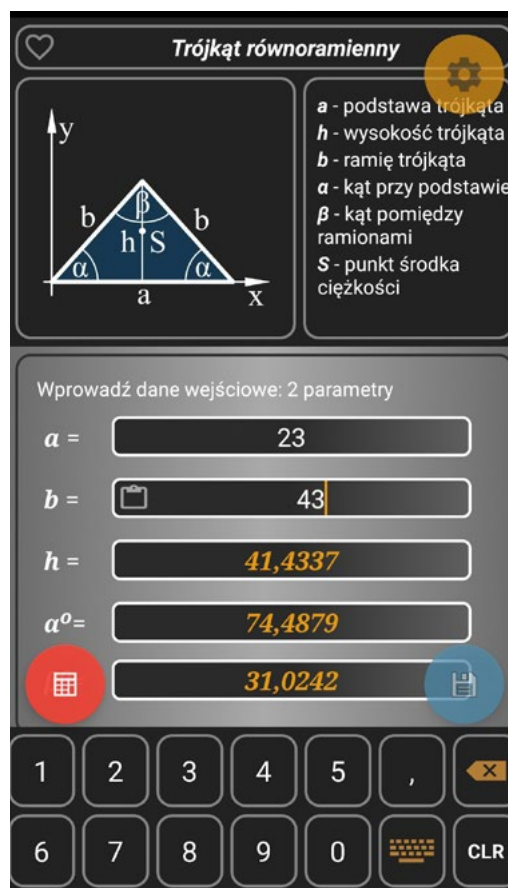 Trójkąt równoramienny
y
b
β
b
h
S
α
α
a
x
a - podstawa trójkąta
h - wysokość trójkąta
b - ramię trójkąta
α - kąt przy podstawie
β - kąt pomiędzy
ramionami
S - punkt środka
ciężkości
Wprowadź dane wejściowe: 2 parametry
a = 23
b = 43
h = 41,4337
αº= 74,4879
31,0242
1 2 3 4 5 ,
6 7 8 9 0 CLR